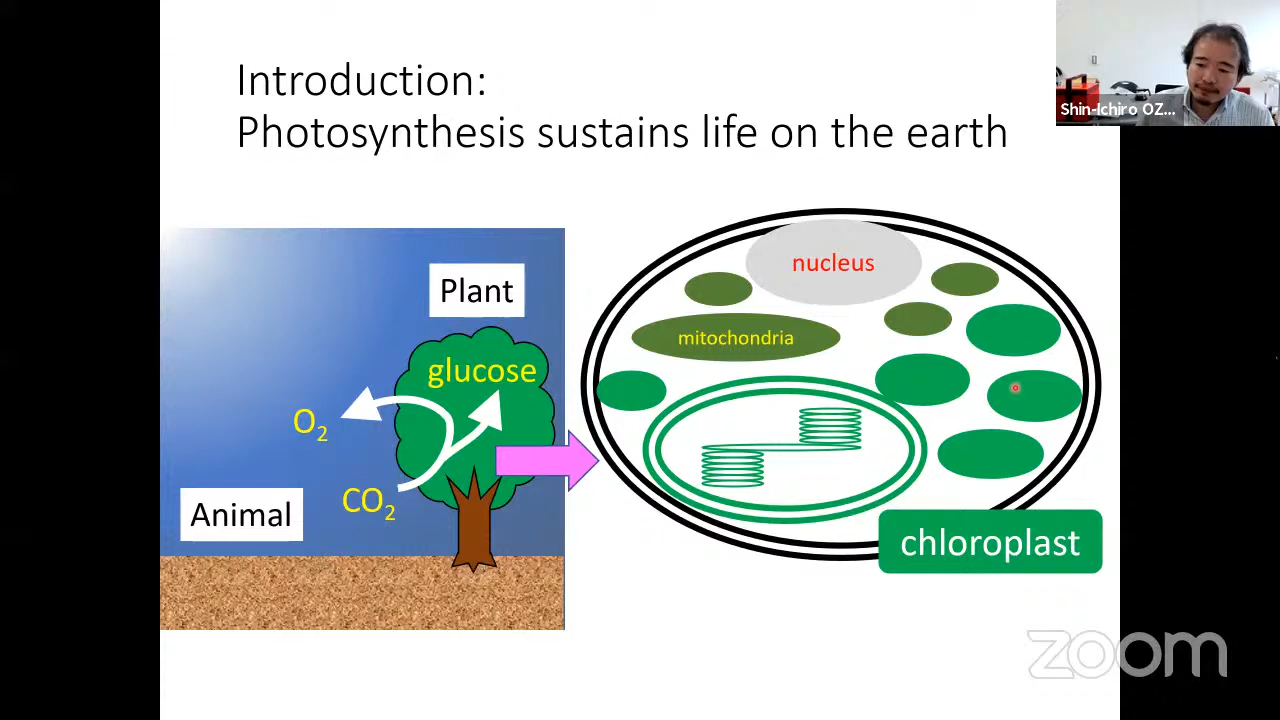 Introduction:
Photosynthesis sustains life on the earth
Shin-Ichiro OZ...
nucleus
Plant
mitochondria
glucose
O2
CO2
Animal
chloroplast
zoom